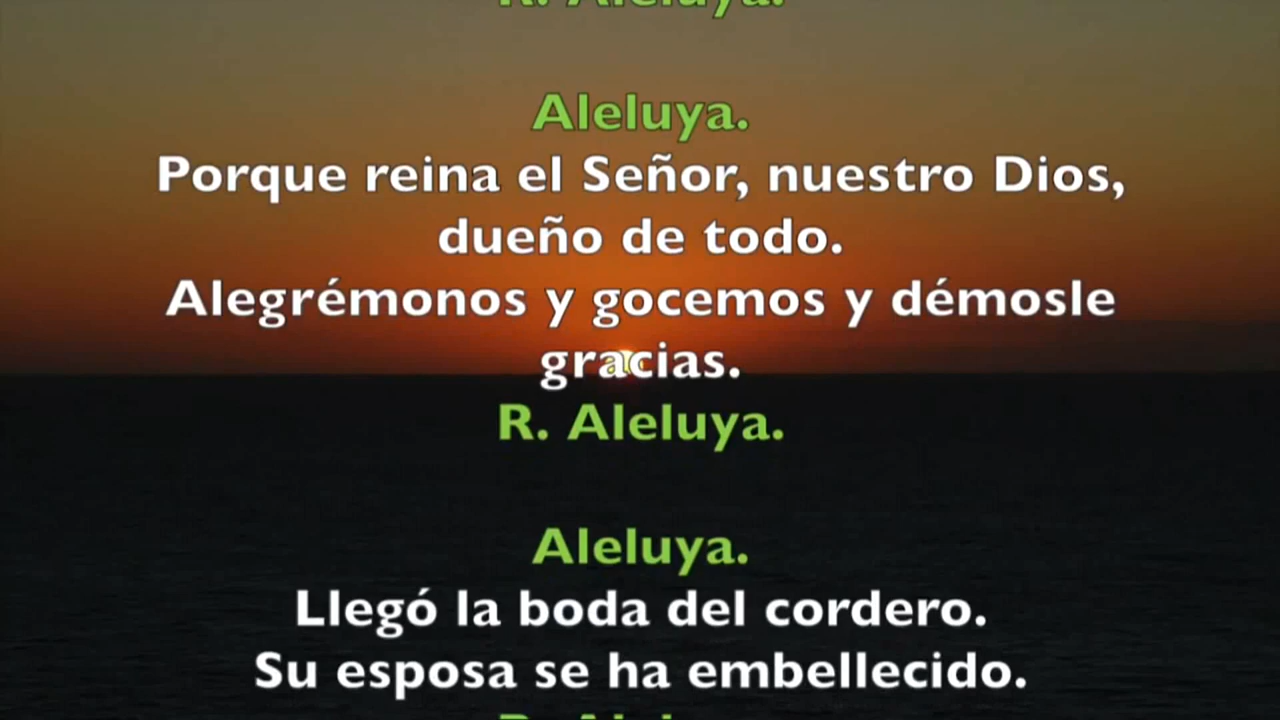 R. Aleluya.
Aleluya.
Porque reina el Señor, nuestro Dios,
dueño de todo.
Alegrémonos y gocemos y démosle
gracias.
R. Aleluya.
Aleluya.
Llegó la boda del cordero.
Su esposa se ha embellecido.